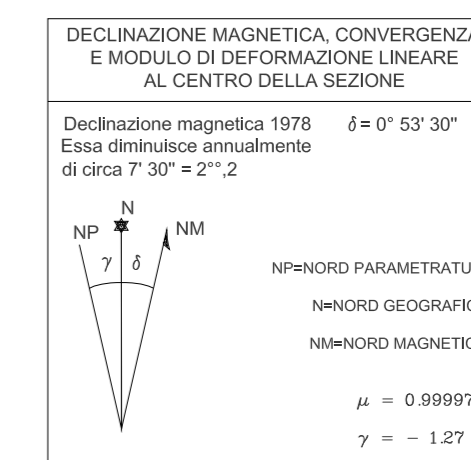 DECLINAZIONE MAGNETICA, CONVERGENZA
E MODULO DI DEFORMAZIONE LINEARE
AL CENTRO DELLA SEZIONE
Declinazione magnetica 1978 δ = 0° 53' 30"
Essa diminuisce annualmente
di circa 7' 30" = 2°°,2
N
NP NM
γ δ
NP=NORD PARAMETRATU
N=NORD GEOGRAFIC
NM=NORD MAGNETIC
μ = 0.99997
γ = - 1.27